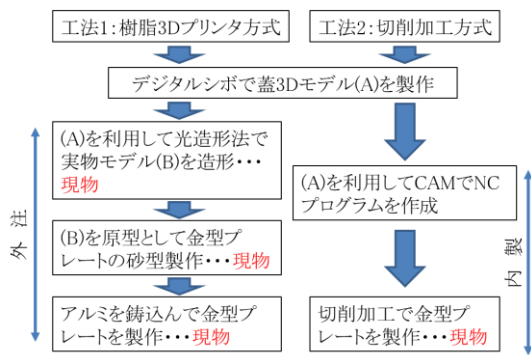 工法1：樹脂3Dプリンタ方式
工法2：切削加工方式
デジタルシボで蓋3Dモデル(A)を製作
(A)を利用して光造形法で
実物モデル(B)を造形･･･
現物
(A)を利用してCAMでNC
プログラムを作成
(B)を原型として金型プ
レートの砂型製作･･･現物
アルミを鋳込んで金型プ
レートを製作･･･現物
切削加工で金型プ
レートを製作･･･現物
外注
内製